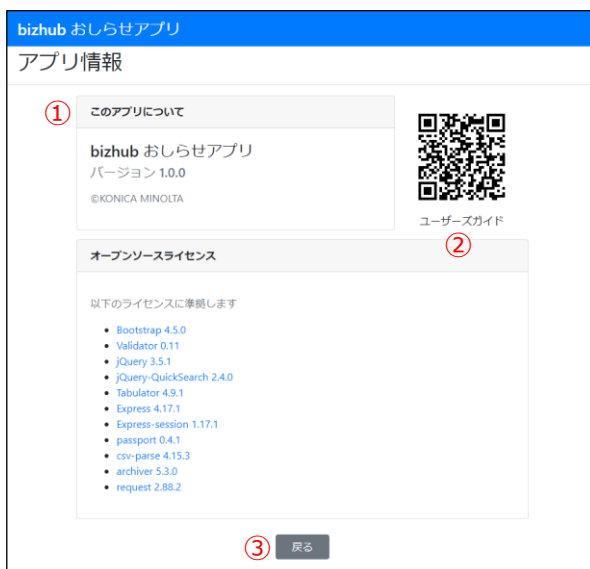 bizhub おしらせアプリ
アプリ情報
① このアプリについて
bizhub おしらせアプリ
バージョン 1.0.0
©KONICA MINOLTA
ユーザーズガイド
②
オープンソースライセンス
以下のライセンスに準拠します
• Bootstrap 4.5.0
• Validator 0.11
• jQuery 3.5.1
• jQuery-QuickSearch 2.4.0
• Tabulator 4.9.1
• Express 4.17.1
• Express-session 1.17.1
• passport 0.4.1
• csv-parse 4.15.3
• archiver 5.3.0
• request 2.88.2
③ 戻る